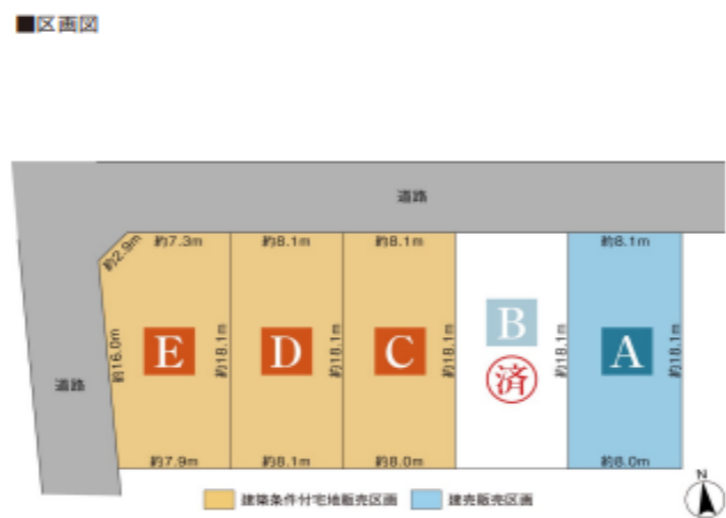 ■区画図
道路
約2.9m
約7.3m
約8.1m
約8.1m
約8.1m
約16.0m
E
約18.1m
D
約18.1m
C
約18.1m
B
済
約18.1m
A
約18.1m
道路
約7.9m
約8.1m
約8.0m
約8.0m
建築条件付宅地販売区画
建売販売区画
N